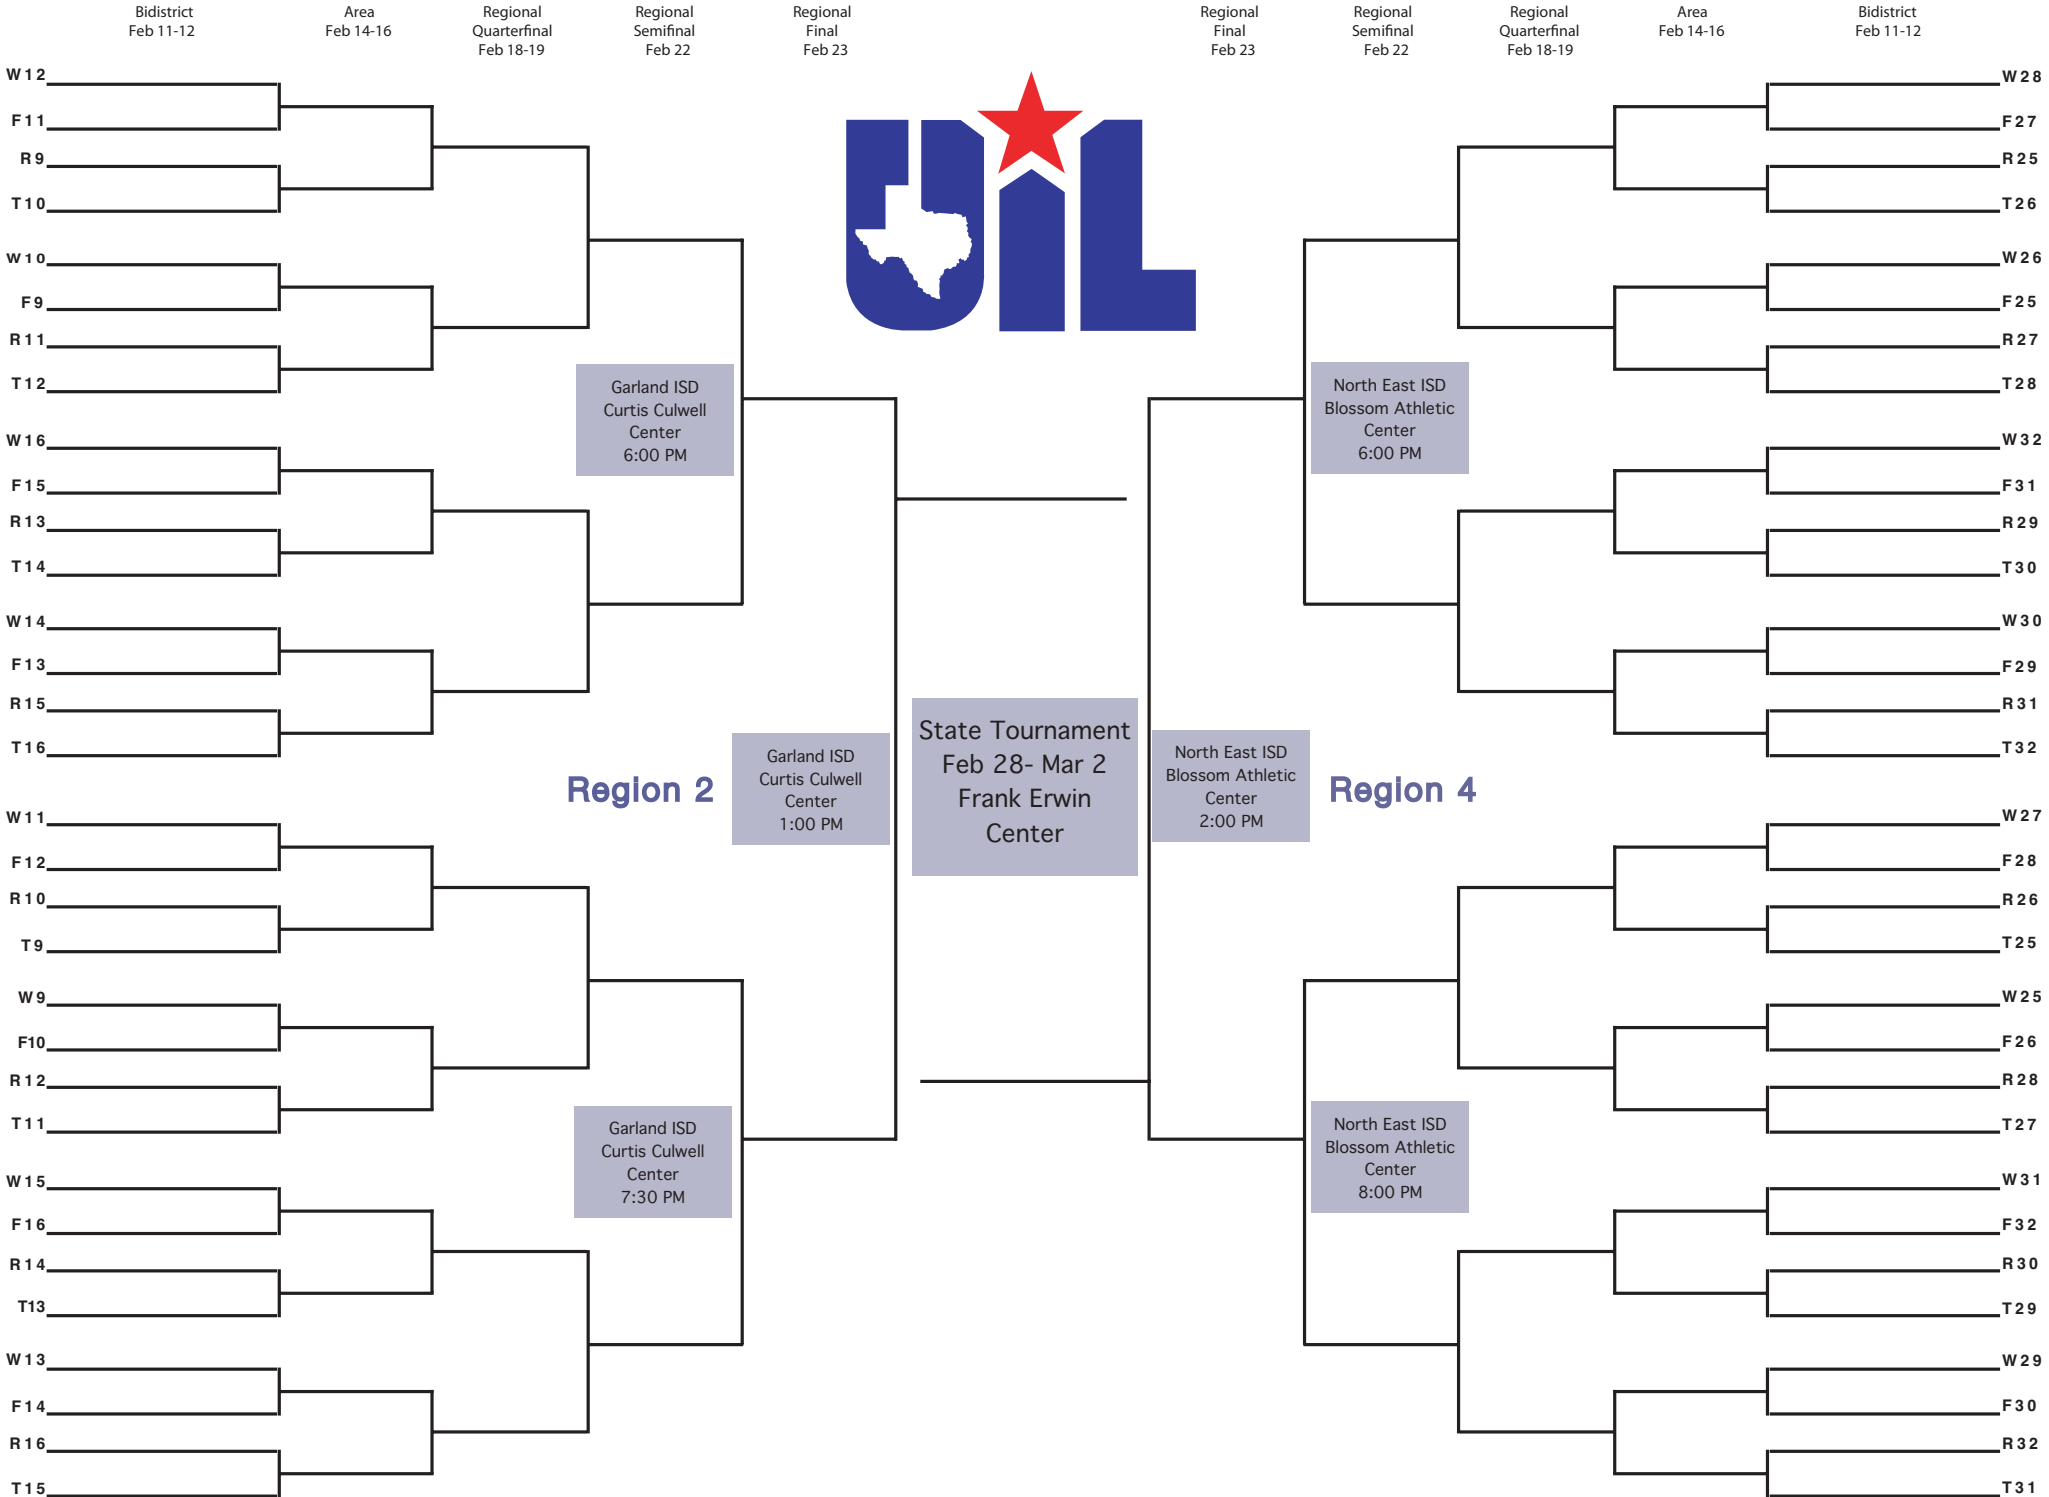 Bidistrict
Feb 11-12
Area
Feb 14-16
Regional
Quarterfinal
Feb 18-19
Regional
Semifinal
Feb 22
Regional
Final
Feb 23
Regional
Final
Feb 23
Regional
Semifinal
Feb 22
Regional
Quarterfinal
Feb 18-19
Area
Feb 14-16
Bidistrict
Feb 11-12
UIL
W12
F11
R9
T10
W10
F9
R11
T12
W16
F15
R13
T14
W14
F13
R15
T16
W11
F12
R10
T9
W9
F10
R12
T11
W15
F16
R14
T13
W13
F14
R16
T15
Garland ISD
Curtis Culwell
Center
6:00 PM
Region 2
Garland ISD
Curtis Culwell
Center
1:00 PM
Garland ISD
Curtis Culwell
Center
7:30 PM
State Tournament
Feb 28- Mar 2
Frank Erwin
Center
North East ISD
Blossom Athletic
Center
6:00 PM
North East ISD
Blossom Athletic
Center
2:00 PM
Region 4
North East ISD
Blossom Athletic
Center
8:00 PM
W28
F27
R25
T26
W26
F25
R27
T28
W32
F31
R29
T30
W30
F29
R31
T32
W27
F28
R26
T25
W25
F26
R28
T27
W31
F32
R30
T29
W29
F30
R32
T31